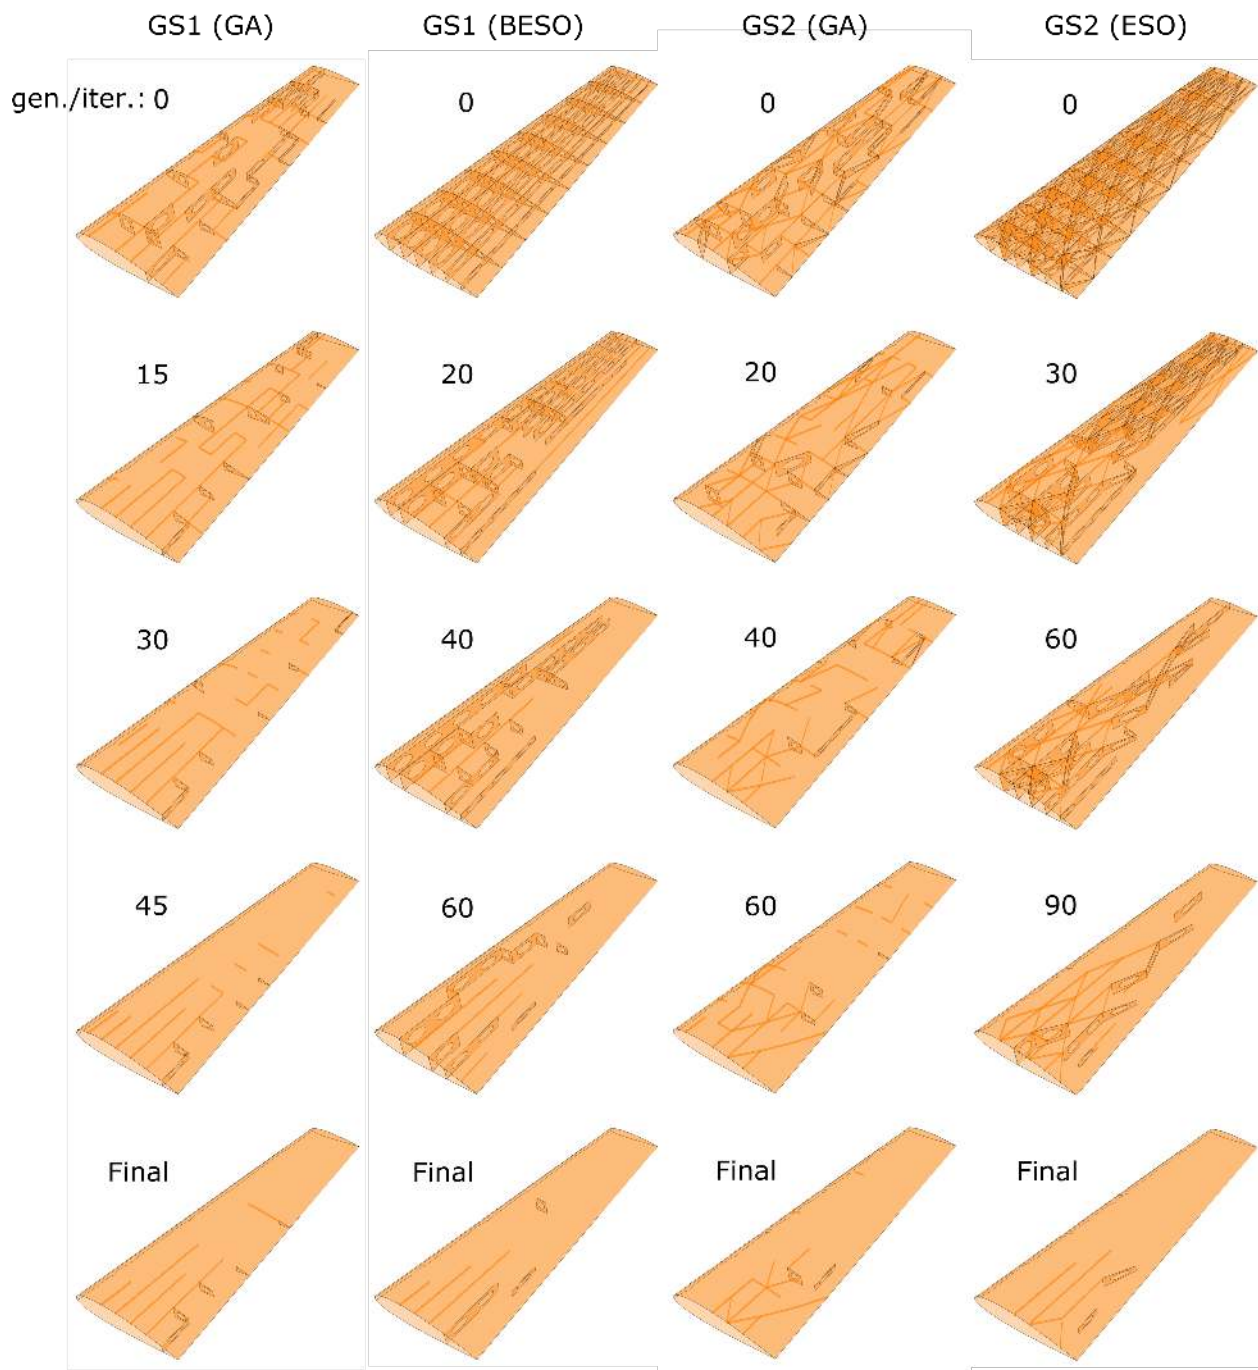 GS1 (GA) GS1 (BESO) GS2 (GA) GS2 (ESO)
gen./iter.: 0 0 0 0
15 20 20 30
30 40 40 60
45 60 60 90
Final Final Final Final